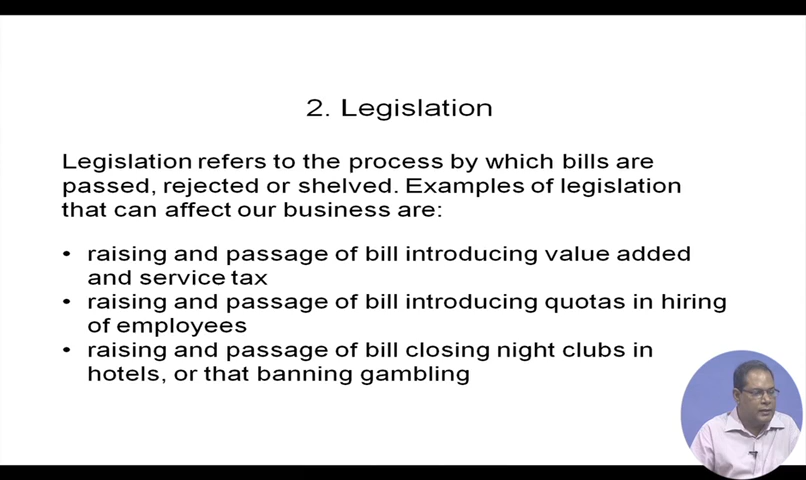 2. Legislation
Legislation refers to the process by which bills are
passed, rejected or shelved. Examples of legislation
that can affect our business are:
• raising and passage of bill introducing value added
and service tax
• raising and passage of bill introducing quotas in hiring
of employees
• raising and passage of bill closing night clubs in
hotels, or that banning gambling